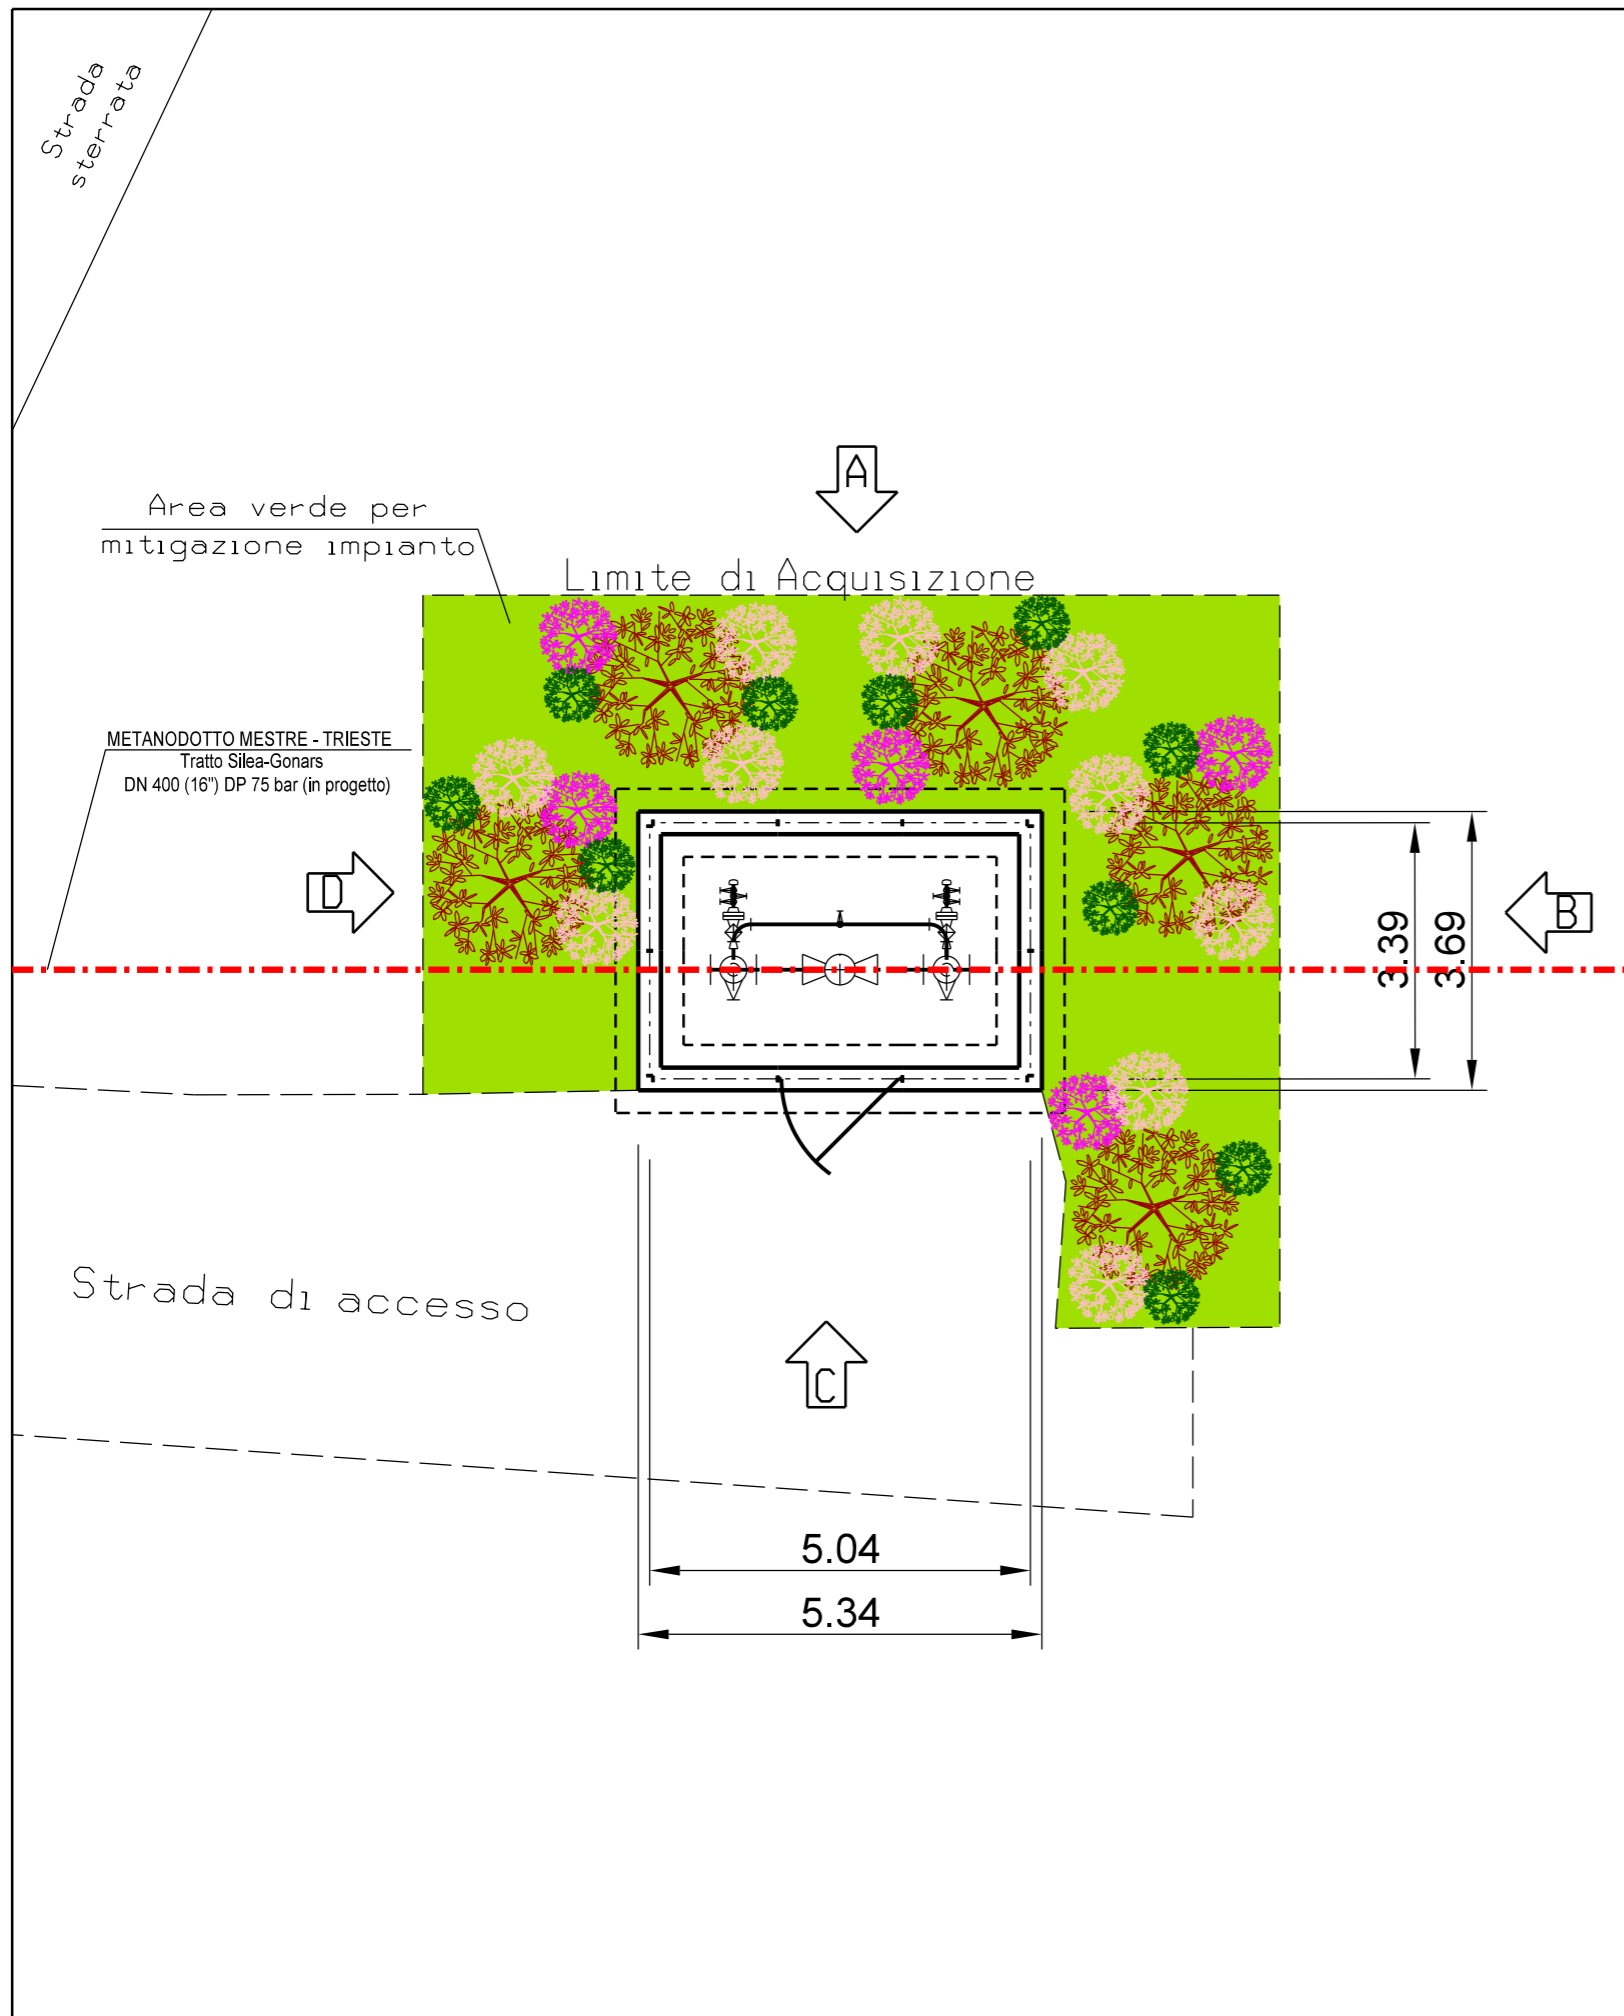 Strada
sterrata
A
Area verde per
mitigazione impianto
Limite di Acquisizione
METANODOTTO MESTRE - TRIESTE
Tratto Silea-Gonars
DN 400 (16") DP 75 bar (in progetto)
D
B
3.39
3.69
Strada di accesso
C
5.04
5.34